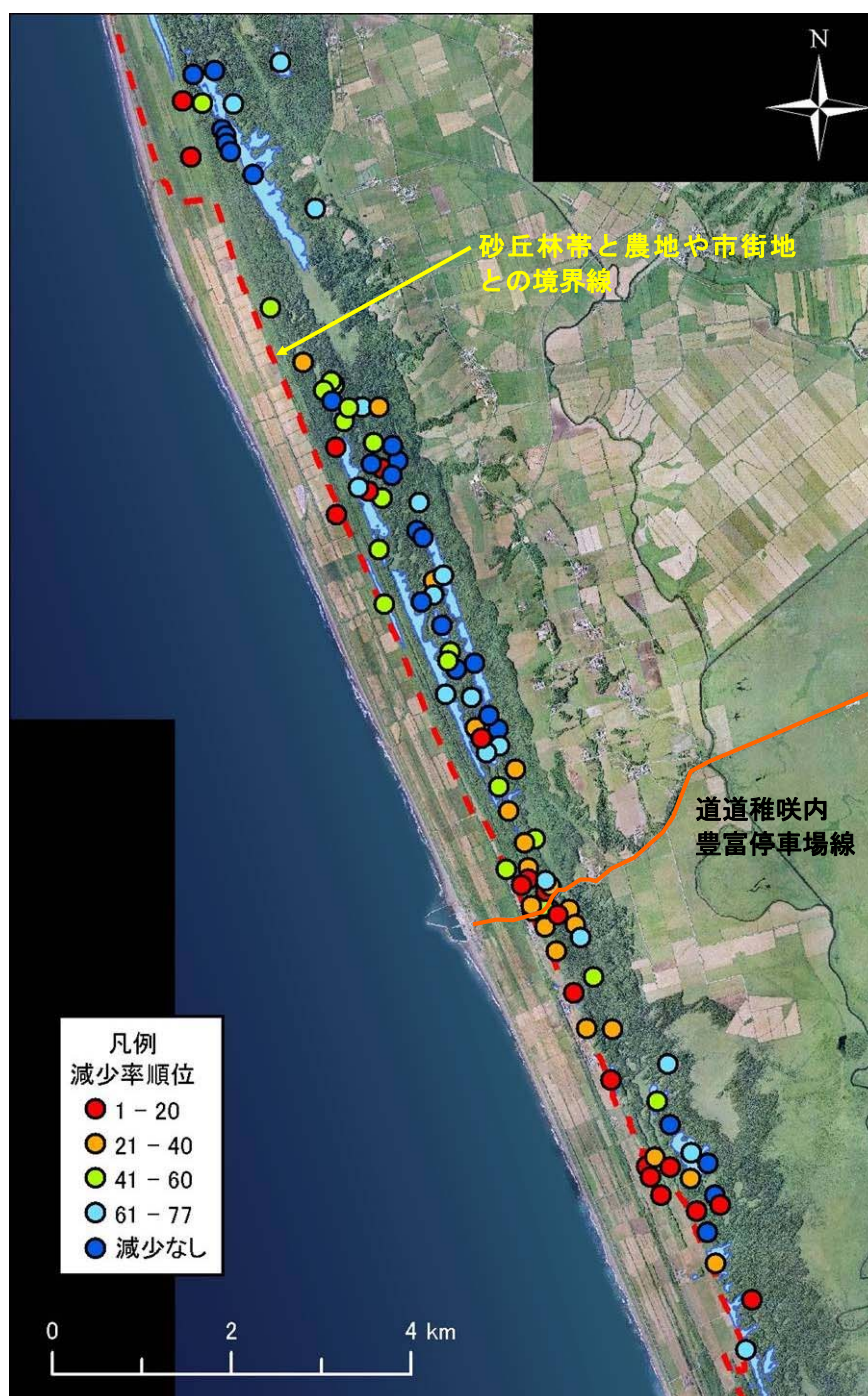 N
砂丘林帯と農地や市街地
との境界線
道道稚咲内
豊富停車場線
凡例
減少率順位
1 - 20
21 - 40
41 - 60
61 - 77
減少なし
0 2 4 km